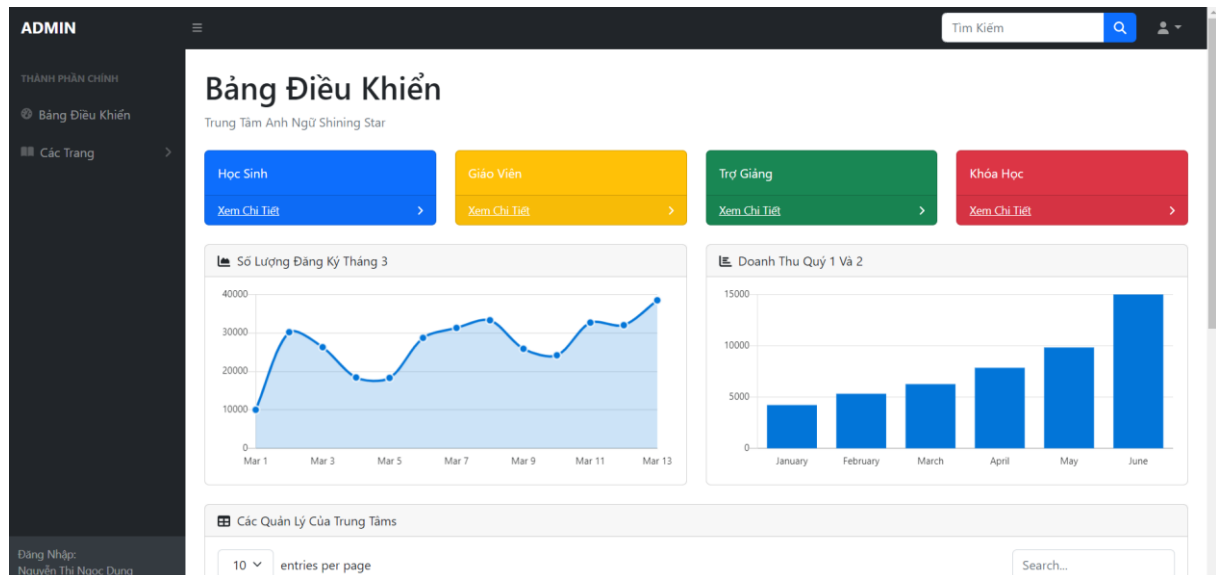 ADMIN
Tìm Kiếm
THÀNH PHẦN CHÍNH
Bảng Điều Khiển
Các Trang
Bảng Điều Khiển
Trung Tâm Anh Ngữ Shining Star
Học Sinh
Xem Chi Tiết
Giáo Viên
Xem Chi Tiết
Trợ Giảng
Xem Chi Tiết
Khóa Học
Xem Chi Tiết
Số Lượng Đăng Ký Tháng 3
40000
30000
20000
10000
0
Mar 1 Mar 3 Mar 5 Mar 7 Mar 9 Mar 11 Mar 13
Doanh Thu Quý 1 Và 2
15000
10000
5000
0
January February March April May June
Các Quản Lý Của Trung Tâms
10 entries per page
Search...
Đăng Nhập:
Nguyễn Thị Ngọc Dung